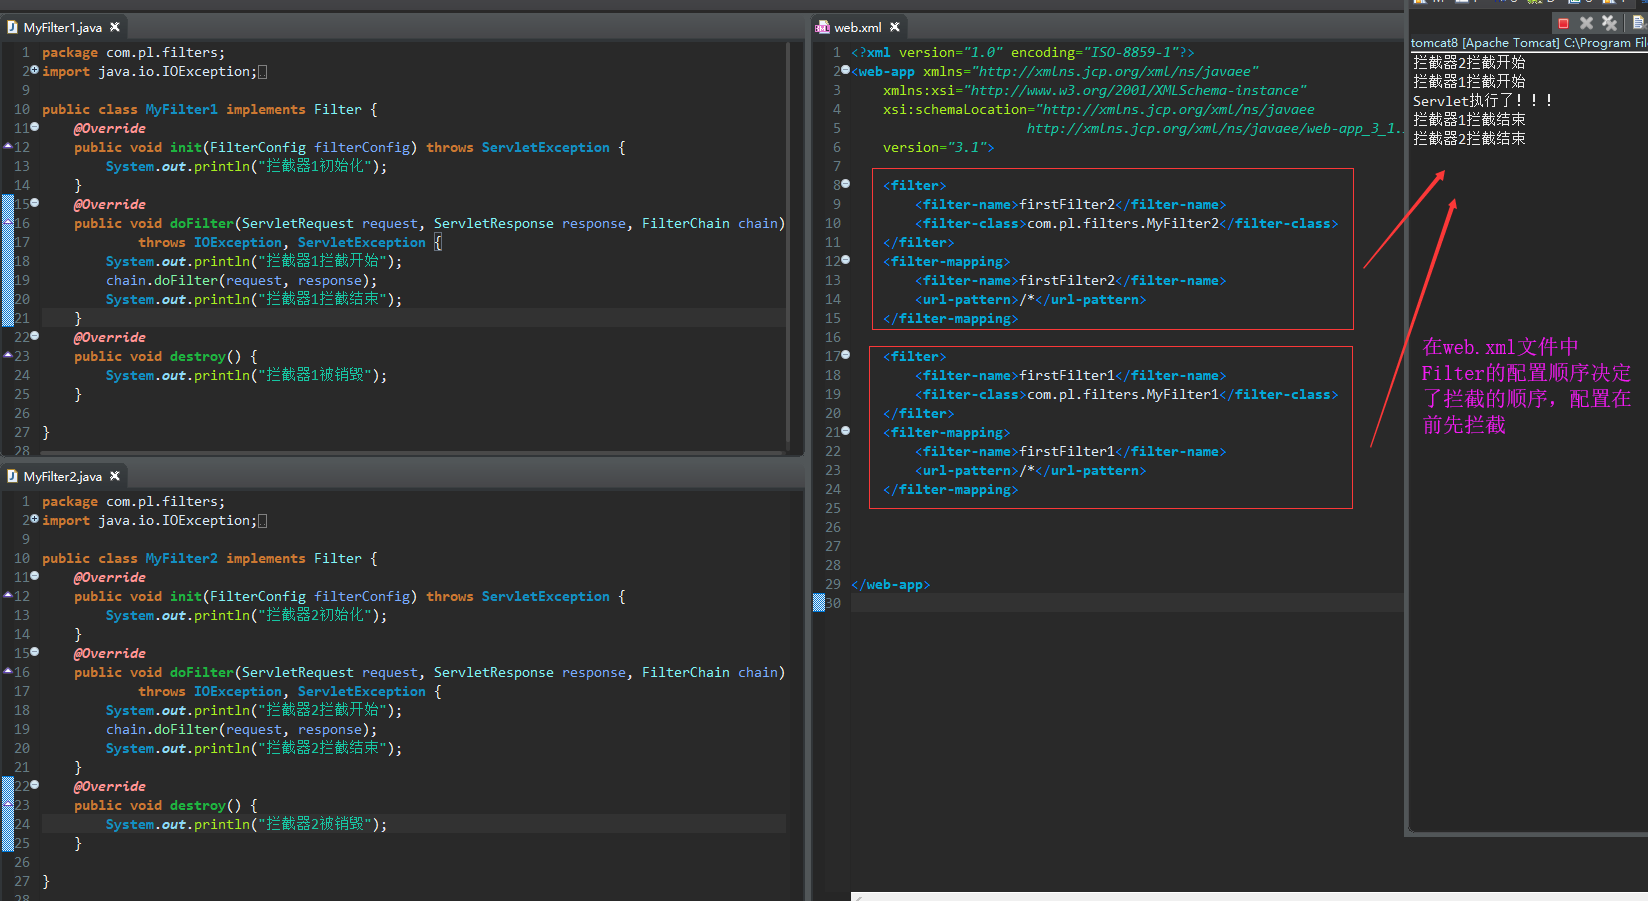 MyFilter1.java
1 package com.pl.filters;
2 import java.io.IOException;
9
10 public class MyFilter1 implements Filter {
11 @Override
12 public void init(FilterConfig filterConfig) throws ServletException {
13 System.out.println("拦截器1初始化");
14 }
15 @Override
16 public void doFilter(ServletRequest request, ServletResponse response, FilterChain chain)
17 throws IOException, ServletException {
18 System.out.println("拦截器1拦截开始");
19 chain.doFilter(request, response);
20 System.out.println("拦截器1拦截结束");
21 }
22 @Override
23 public void destroy() {
24 System.out.println("拦截器1被销毁");
25 }
26
27 }
28
MyFilter2.java
1 package com.pl.filters;
2 import java.io.IOException;
9
10 public class MyFilter2 implements Filter {
11 @Override
12 public void init(FilterConfig filterConfig) throws ServletException {
13 System.out.println("拦截器2初始化");
14 }
15 @Override
16 public void doFilter(ServletRequest request, ServletResponse response, FilterChain chain)
17 throws IOException, ServletException {
18 System.out.println("拦截器2拦截开始");
19 chain.doFilter(request, response);
20 System.out.println("拦截器2拦截结束");
21 }
22 @Override
23 public void destroy() {
24 System.out.println("拦截器2被销毁");
25 }
26
27 }
28
web.xml
1 <?xml version="1.0" encoding="ISO-8859-1"?>
2 <web-app xmlns="http://xmlns.jcp.org/xml/ns/javaee"
3 xmlns:xsi="http://www.w3.org/2001/XMLSchema-instance"
4 xsi:schemaLocation="http://xmlns.jcp.org/xml/ns/javaee
5 http://xmlns.jcp.org/xml/ns/javaee/web-app_3_1.
6 version="3.1">
7
8 <filter>
9 <filter-name>firstFilter2</filter-name>
10 <filter-class>com.pl.filters.MyFilter2</filter-class>
11 </filter>
12 <filter-mapping>
13 <filter-name>firstFilter2</filter-name>
14 <url-pattern>/*</url-pattern>
15 </filter-mapping>
16
17 <filter>
18 <filter-name>firstFilter1</filter-name>
19 <filter-class>com.pl.filters.MyFilter1</filter-class>
20 </filter>
21 <filter-mapping>
22 <filter-name>firstFilter1</filter-name>
23 <url-pattern>/*</url-pattern>
24 </filter-mapping>
25
26
27
28
29 </web-app>
30
tomcat8 [Apache Tomcat] C:\Program Fil
拦截器2拦截开始
拦截器1拦截开始
Servlet执行了！！！
拦截器1拦截结束
拦截器2拦截结束
在web.xml文件中
Filter的配置顺序决定
了拦截的顺序，配置在
前先拦截